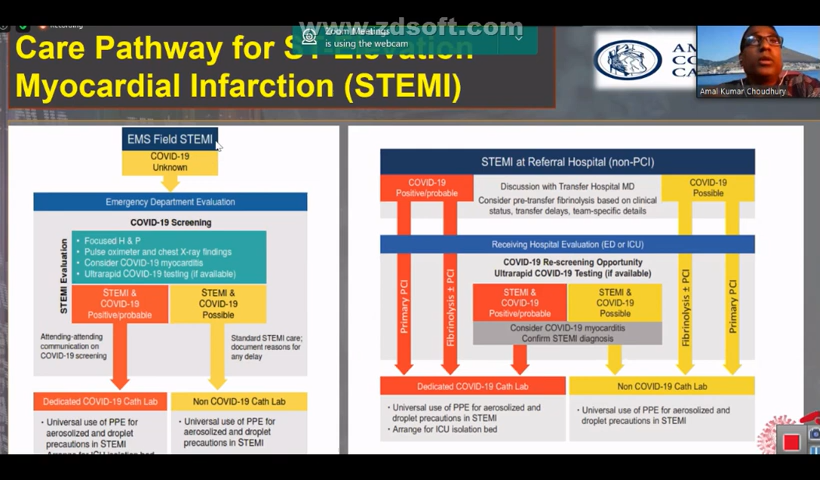 Recording
www.zdsoft.com
Zoom Meetings
is using the webcam
Care Pathway for ST Elevation
Myocardial Infarction (STEMI)
AM
CO
CA
Amal Kumar Choudhury
EMS Field STEMI
COVID-19
Unknown
Emergency Department Evaluation
COVID-19 Screening
STEMI Evaluation
• Focused H & P
• Pulse oximeter and chest X-ray findings
• Consider COVID-19 myocarditis
• Ultrarapid COVID-19 testing (if available)
STEMI &
COVID-19
Positive/probable
STEMI &
COVID-19
Possible
Attending-attending
communication on
COVID-19 screening
Standard STEMI care;
document reasons for
any delay
Dedicated COVID-19 Cath Lab
• Universal use of PPE for
aerosolized and droplet
precautions in STEMI
• Arrange for ICU isolation bed
Non COVID-19 Cath Lab
• Universal use of PPE for
aerosolized and droplet
precautions in STEMI
STEMI at Referral Hospital (non-PCI)
COVID-19
Positive/probable
Discussion with Transfer Hospital MD
Consider pre-transfer fibrinolysis based on clinical
status, transfer delays, team-specific details
COVID-19
Possible
Receiving Hospital Evaluation (ED or ICU)
COVID-19 Re-screening Opportunity
Ultrarapid COVID-19 Testing (if available)
Primary PCI
Fibrinolysis ± PCI
STEMI &
COVID-19
Positive/probable
STEMI &
COVID-19
Possible
Consider COVID-19 myocarditis
Confirm STEMI diagnosis
Fibrinolysis ± PCI
Primary PCI
Dedicated COVID-19 Cath Lab
• Universal use of PPE for aerosolized and
droplet precautions in STEMI
• Arrange for ICU isolation bed
Non COVID-19 Cath Lab
• Universal use of PPE for aerosolized and
droplet precautions in STEMI